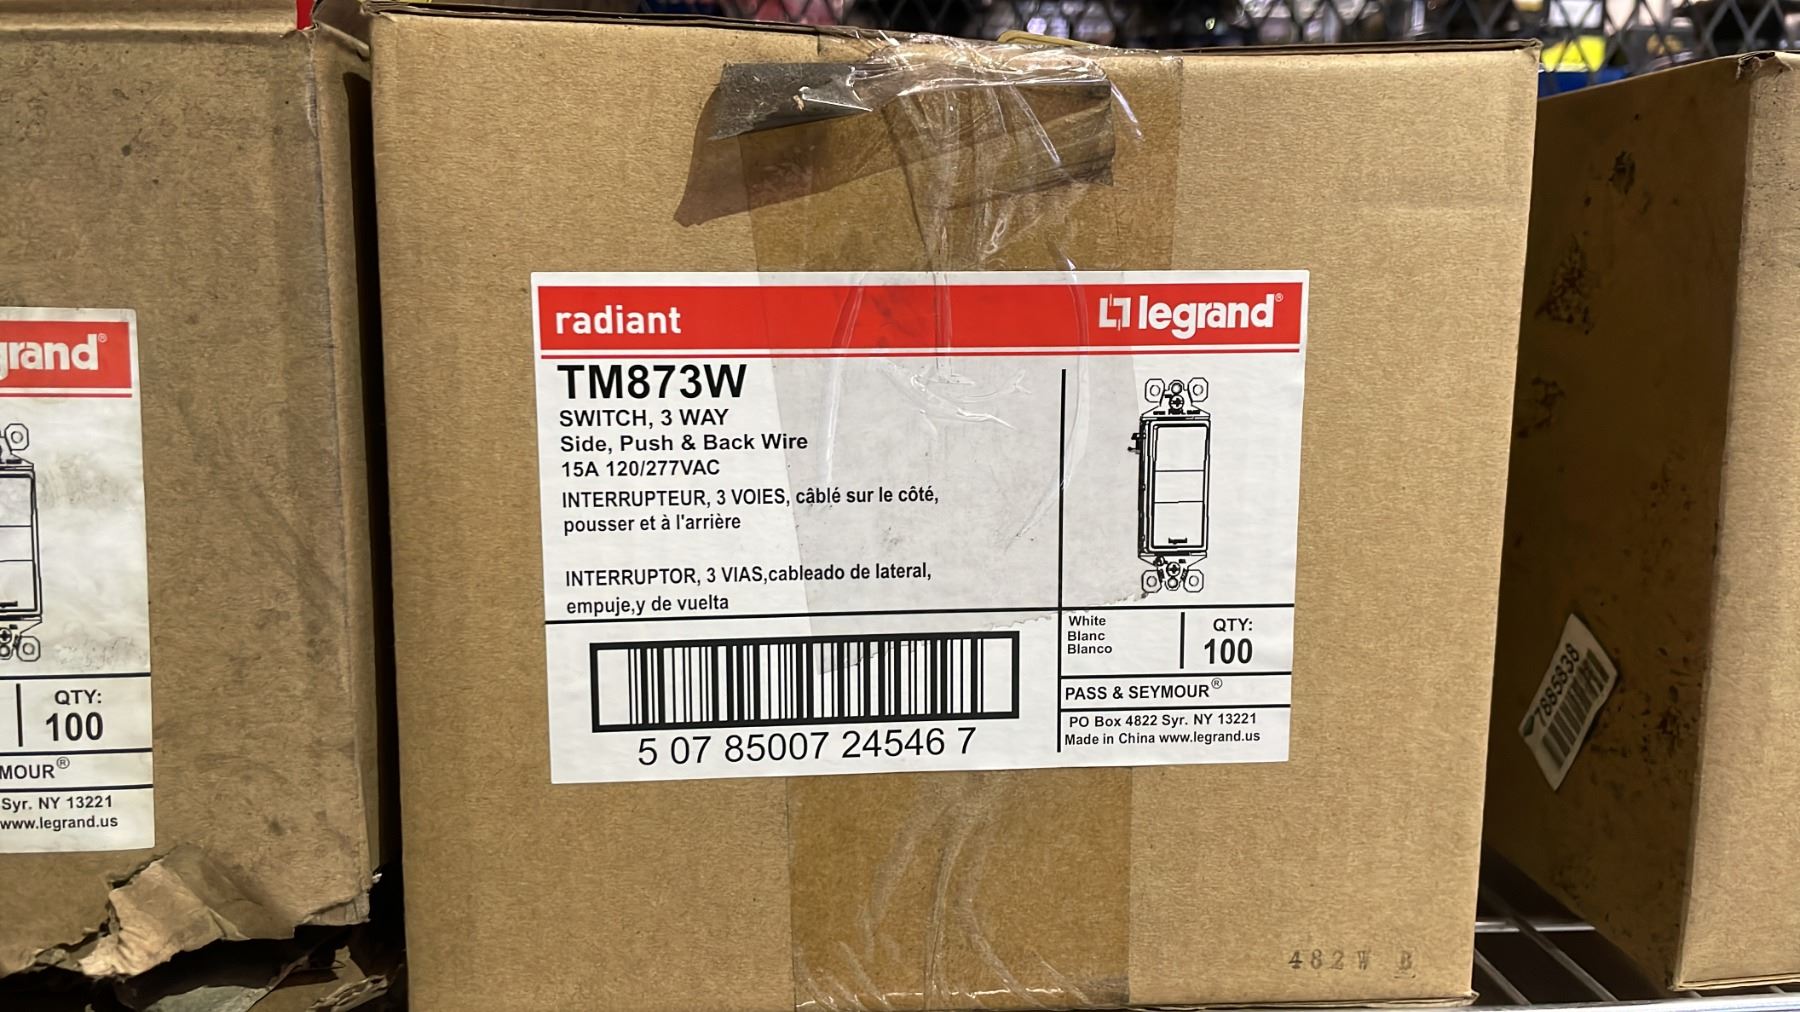 grand®
QTY:
100
MOUR®
Syr. NY 13221
www.legrand.us
radiant
legrand®
TM873W
SWITCH, 3 WAY
Side, Push & Back Wire
15A 120/277VAC
INTERRUPTEUR, 3 VOIES, câblé sur le côté,
pousser et à l'arrière
INTERRUPTOR, 3 VIAS,cableado de lateral,
empuje,y de vuelta
legrand
5 07 85007 24546 7
White
Blanc
Blanco
QTY:
100
PASS & SEYMOUR®
PO Box 4822 Syr. NY 13221
Made in China www.legrand.us
482W B
7885838